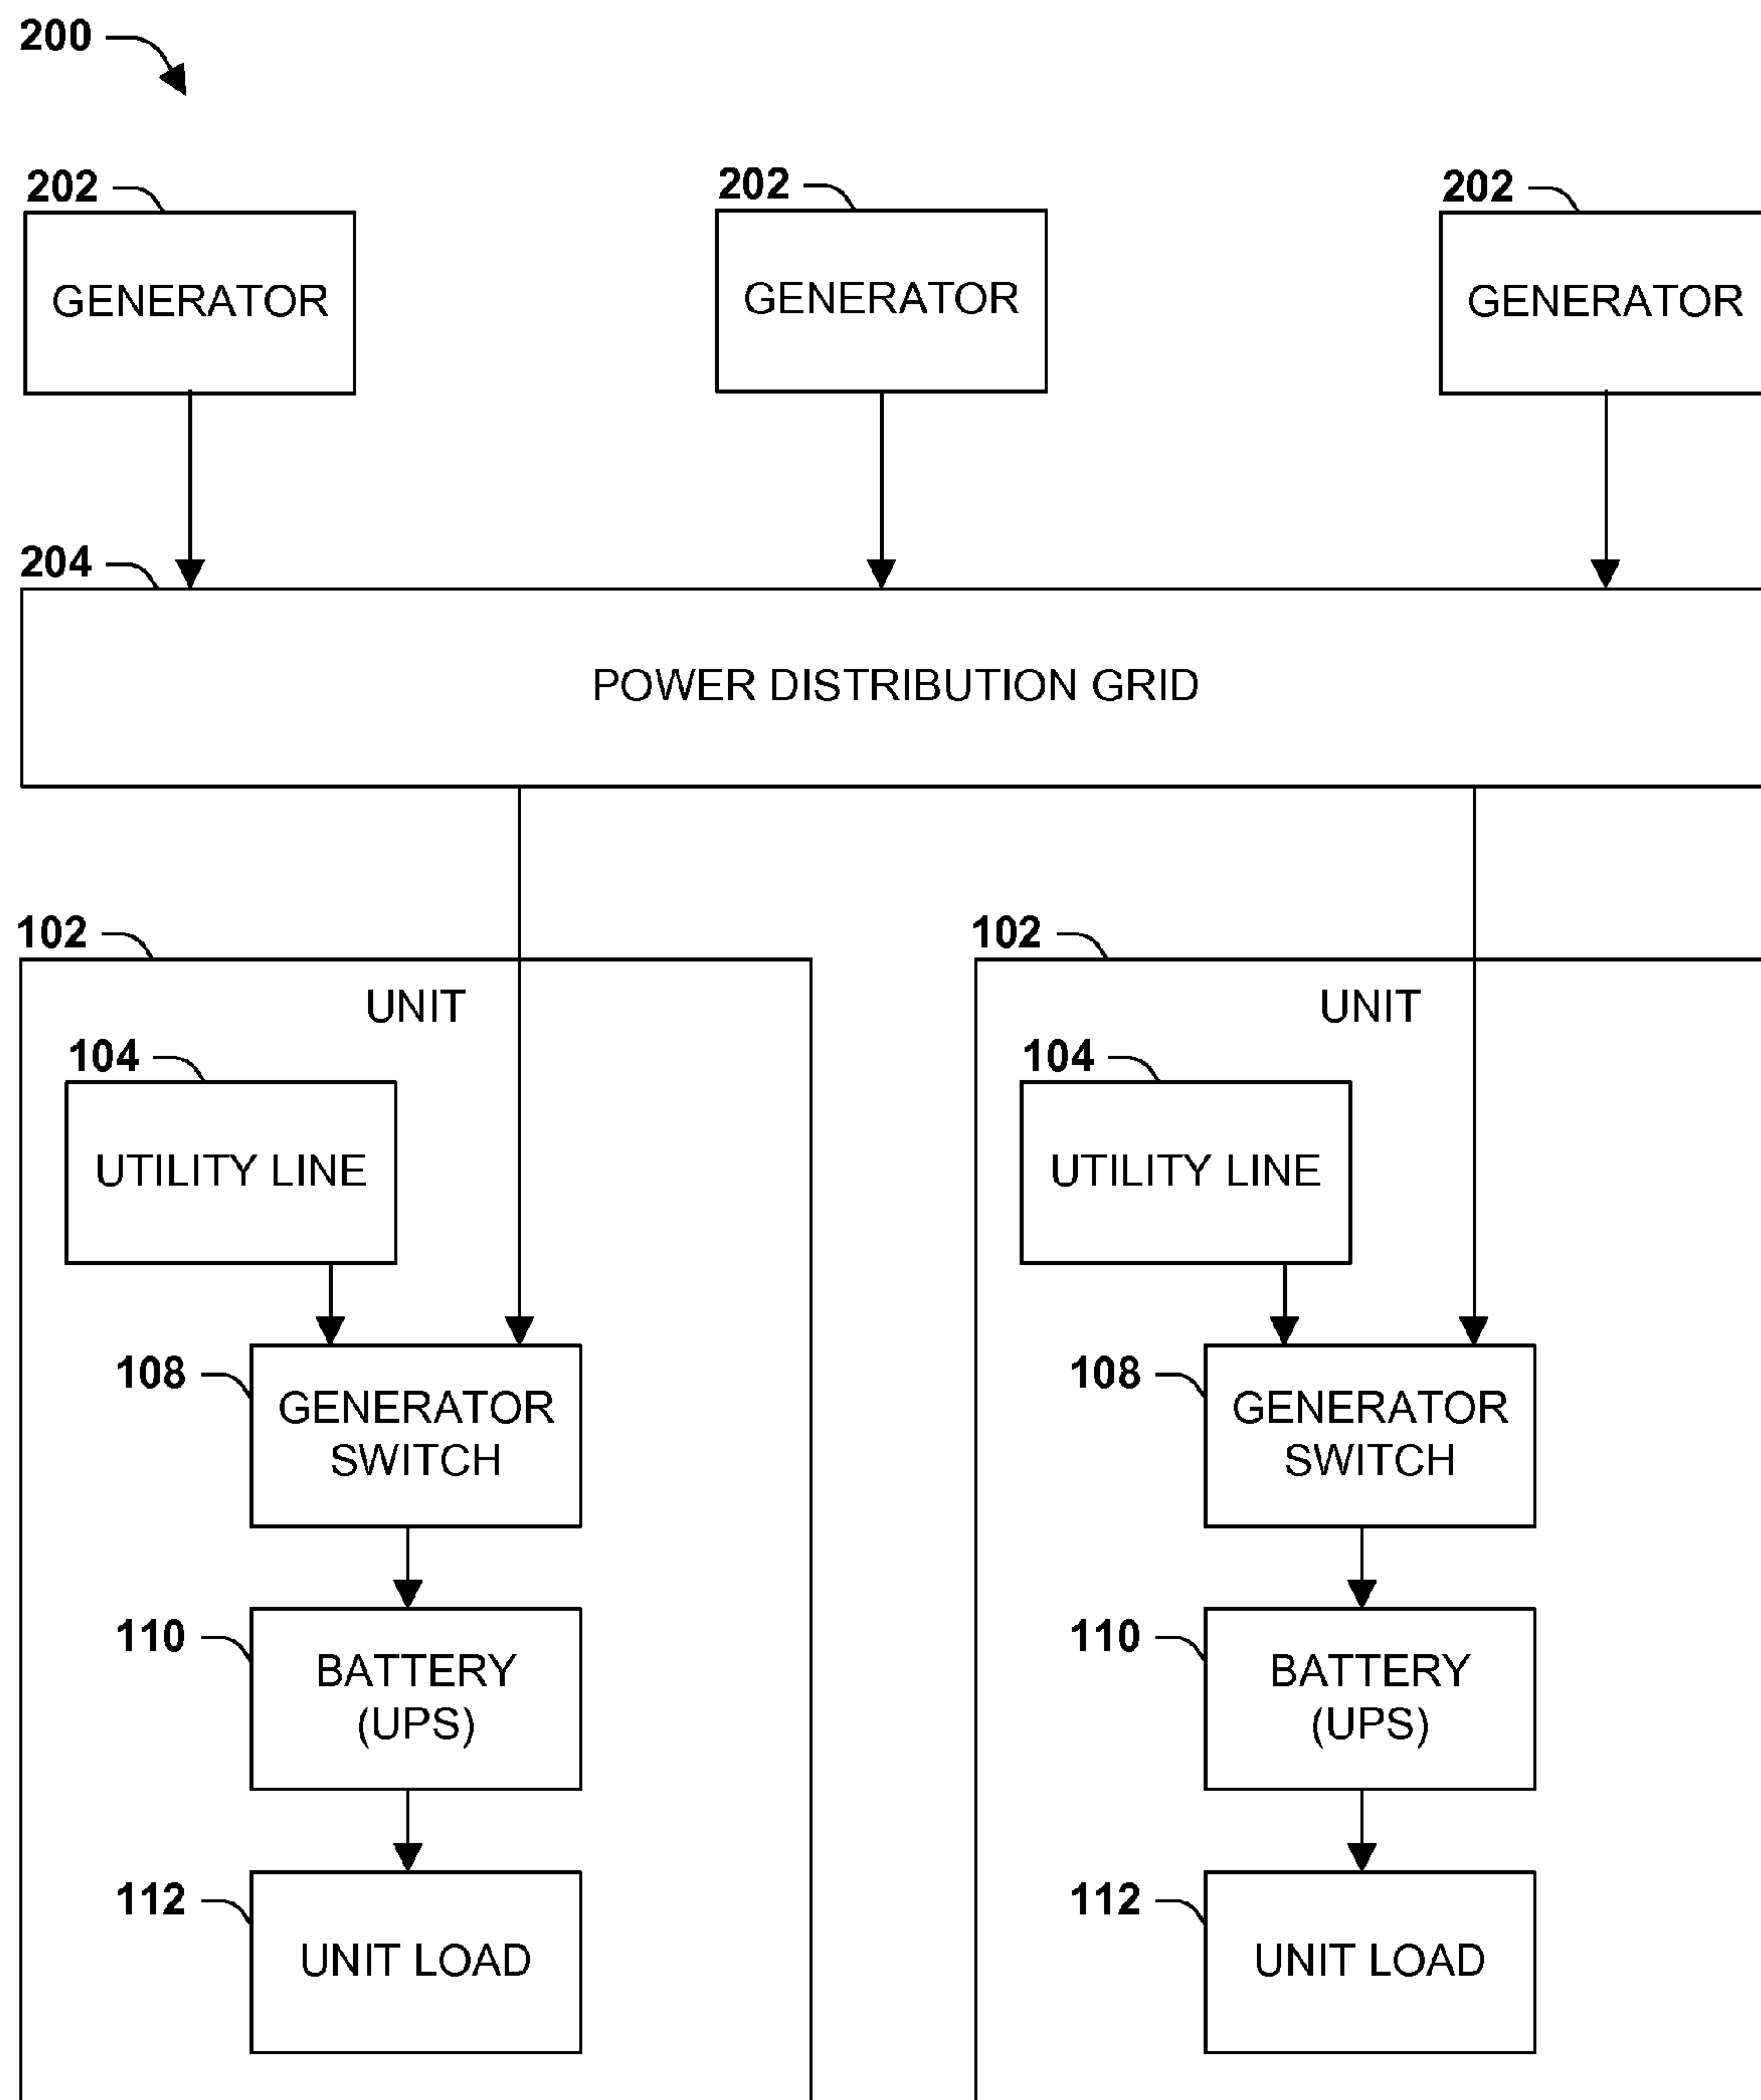 200
202 202 202
GENERATOR GENERATOR GENERATOR
204
POWER DISTRIBUTION GRID
102
UNIT
104
UTILITY LINE
108
GENERATOR
SWITCH
110
BATTERY
(UPS)
112
UNIT LOAD
102
UNIT
104
UTILITY LINE
108
GENERATOR
SWITCH
110
BATTERY
(UPS)
112
UNIT LOAD